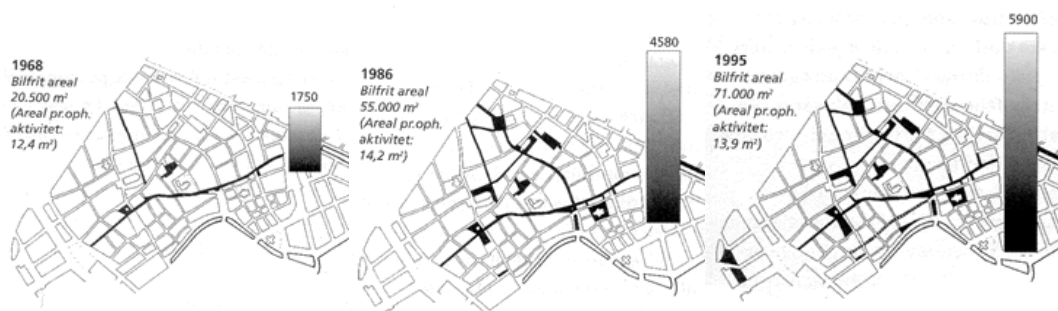 1968
Bilfrit areal
20.500 m²
(Areal pr.oph.
aktivitet:
12,4 m²)
1750
1986
Bilfrit areal
55.000 m²
(Areal pr.oph.
aktivitet:
14,2 m²)
4580
1995
Bilfrit areal
71.000 m²
(Areal pr.oph.
aktivitet:
13,9 m²)
5900